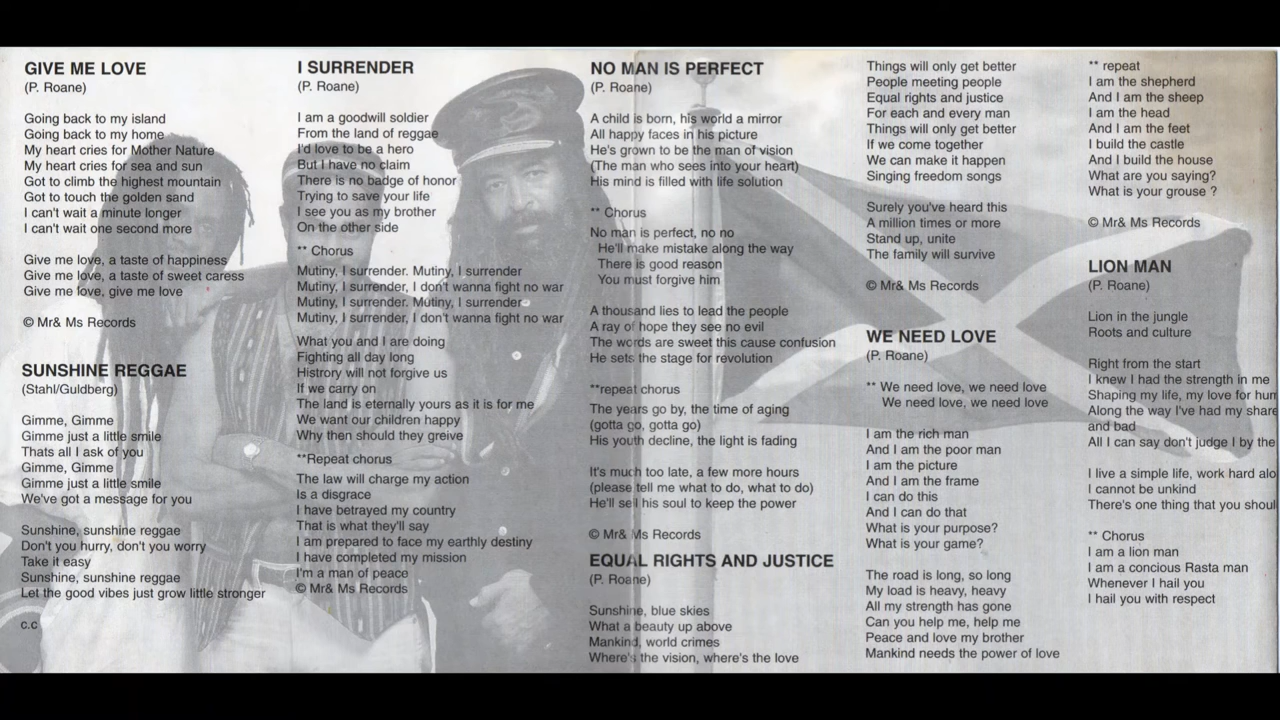 GIVE ME LOVE
(P. Roane)
Going back to my island
Going back to my home
My heart cries for Mother Nature
My heart cries for sea and sun
Got to climb the highest mountain
Got to touch the golden sand
I can't wait a minute longer
I can't wait one second more
Give me love, a taste of happiness
Give me love, a taste of sweet caress
Give me love, give me love
© Mr& Ms Records
SUNSHINE REGGAE
(Stahl/Guldberg)
Gimme, Gimme
Gimme just a little smile
Thats all I ask of you
Gimme, Gimme
Gimme just a little smile
We've got a message for you
Sunshine, sunshine reggae
Don't you hurry, don't you worry
Take it easy
Sunshine, sunshine reggae
Let the good vibes just grow little stronger
c.c
I SURRENDER
(P. Roane)
I am a goodwill soldier
From the land of reggae
I'd love to be a hero
But I have no claim
There is no badge of honor
Trying to save your life
I see you as my brother
On the other side
** Chorus
Mutiny, I surrender. Mutiny, I surrender
Mutiny, I surrender, I don't wanna fight no war
Mutiny, I surrender. Mutiny, I surrender
Mutiny, I surrender, I don't wanna fight no war
What you and I are doing
Fighting all day long
Histrory will not forgive us
If we carry on
The land is eternally yours as it is for me
We want our children happy
Why then should they greive
**Repeat chorus
The law will charge my action
Is a disgrace
I have betrayed my country
That is what they'll say
I am prepared to face my earthly destiny
I have completed my mission
I'm a man of peace
© Mr& Ms Records
NO MAN IS PERFECT
(P. Roane)
A child is born, his world a mirror
All happy faces in his picture
He's grown to be the man of vision
(The man who sees into your heart)
His mind is filled with life solution
** Chorus
No man is perfect, no no
He'll make mistake along the way
There is good reason
You must forgive him
A thousand lies to lead the people
A ray of hope they see no evil
The words are sweet this cause confusion
He sets the stage for revolution
**repeat chorus
The years go by, the time of aging
(gotta go, gotta go)
His youth decline, the light is fading
It's much too late, a few more hours
(please tell me what to do, what to do)
He'll sell his soul to keep the power
© Mr& Ms Records
EQUAL RIGHTS AND JUSTICE
(P. Roane)
Sunshine, blue skies
What a beauty up above
Mankind, world crimes
Where's the vision, where's the love
Things will only get better
People meeting people
Equal rights and justice
For each and every man
Things will only get better
If we come together
We can make it happen
Singing freedom songs
Surely you've heard this
A million times or more
Stand up, unite
The family will survive
© Mr& Ms Records
WE NEED LOVE
(P. Roane)
** We need love, we need love
We need love, we need love
I am the rich man
And I am the poor man
I am the picture
And I am the frame
I can do this
And I can do that
What is your purpose?
What is your game?
The road is long, so long
My load is heavy, heavy
All my strength has gone
Can you help me, help me
Peace and love my brother
Mankind needs the power of love
** repeat
I am the shepherd
And I am the sheep
I am the head
And I am the feet
I build the castle
And I build the house
What are you saying?
What is your grouse ?
© Mr& Ms Records
LION MAN
(P. Roane)
Lion in the jungle
Roots and culture
Right from the start
I knew I had the strength in me
Shaping my life, my love for
Along the way I've had my share
and bad
All I can say don't judge I by the
I live a simple life, work hard
I cannot be unkind
There's one thing that you
** Chorus
I am a lion man
I am a concious Rasta man
Whenever I hail you
I hail you with respect